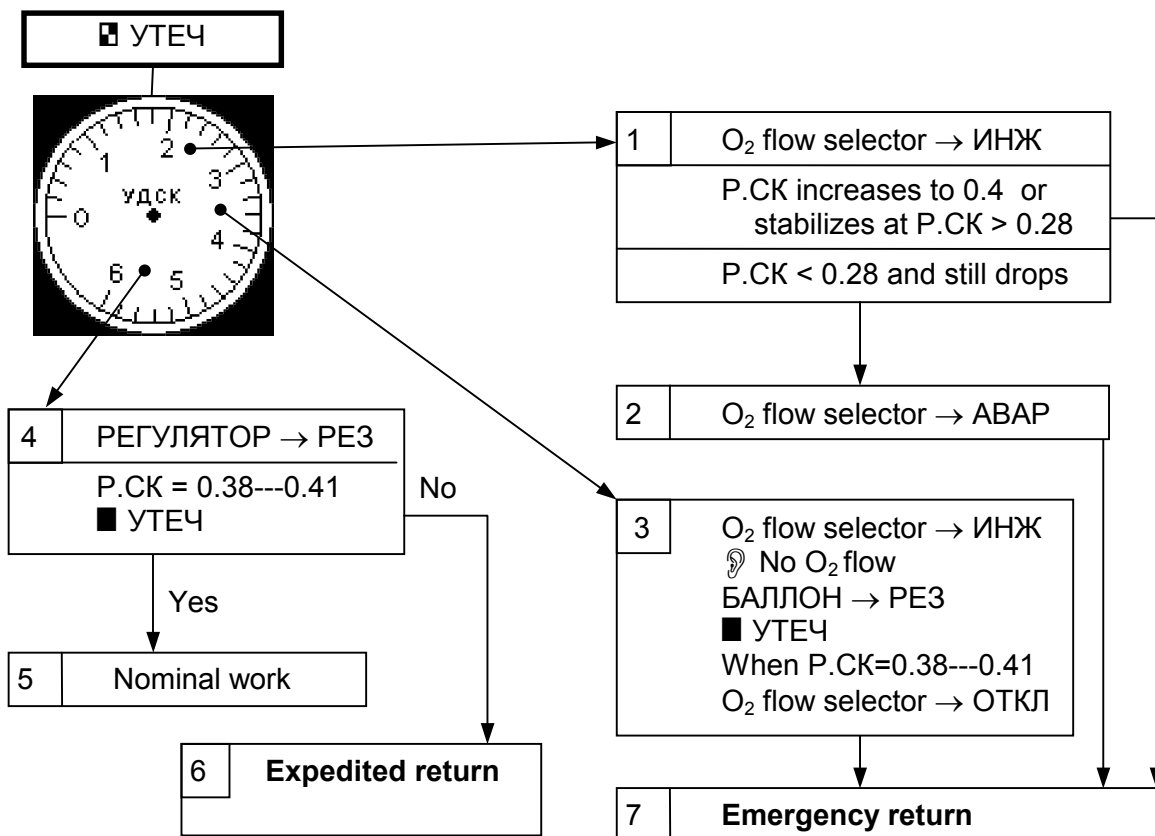 УТЕЧ
0
1
2
3
4
5
6
УДСК
1
O₂ flow selector → ИНЖ
Р.СК increases to 0.4 or
stabilizes at Р.СК > 0.28
Р.СК < 0.28 and still drops
2
O₂ flow selector → АВАР
3
O₂ flow selector → ИНЖ
No O₂ flow
БАЛЛОН → РЕЗ
■ УТЕЧ
When Р.СК=0.38---0.41
O₂ flow selector → ОТКЛ
4
РЕГУЛЯТОР → РЕЗ
Р.СК = 0.38---0.41
■ УТЕЧ
No
Yes
5
Nominal work
6
Expedited return
7
Emergency return